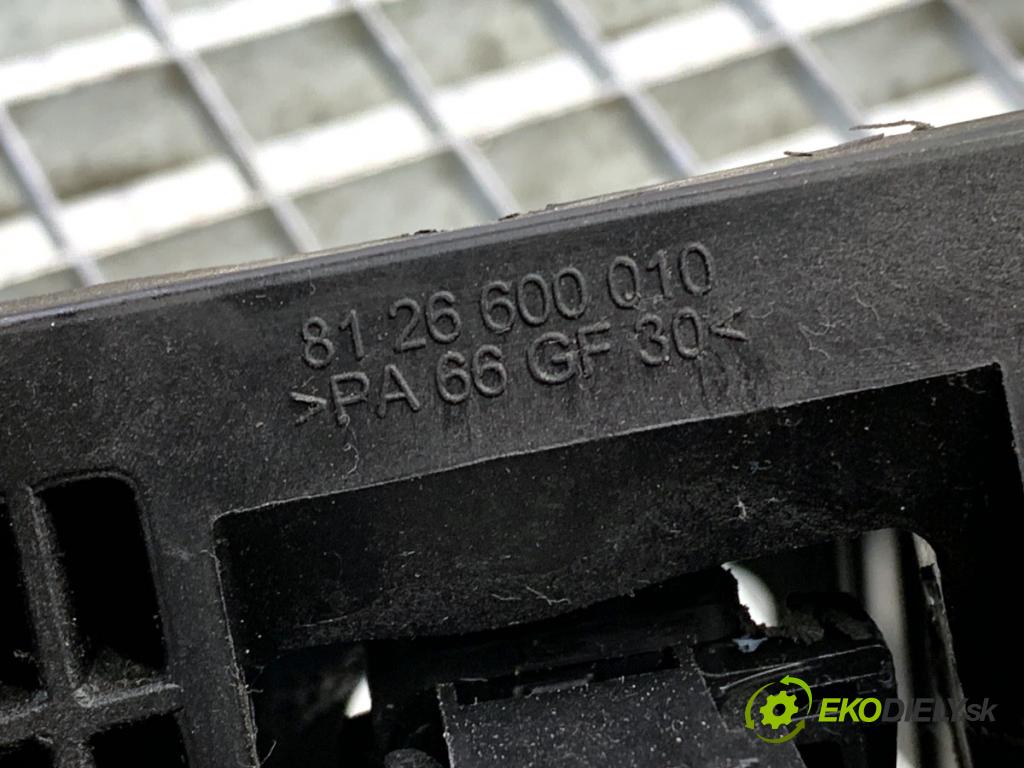 81 26 600 010
>PA 66 GF 30<
EKODIELY.sk